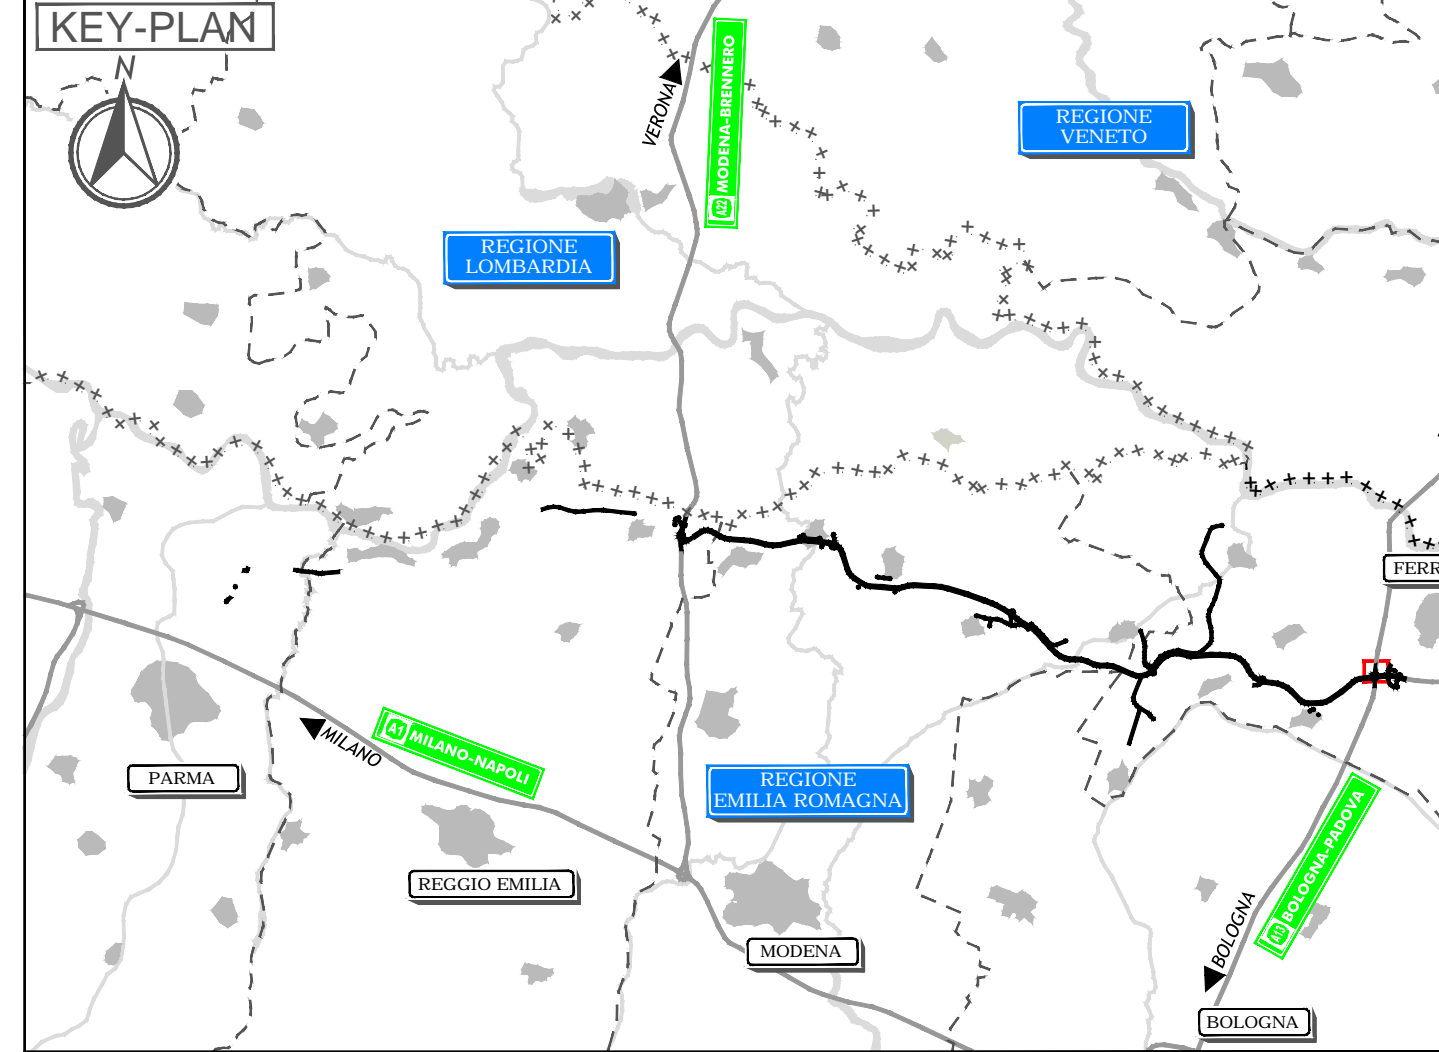 KEY-PLAN
N
VERONA
A22 MODENA-BRENNERO
REGIONE
VENETO
REGIONE
LOMBARDIA
FERR
MILANO
A1 MILANO-NAPOLI
PARMA
REGIONE
EMILIA ROMAGNA
REGGIO EMILIA
MODENA
A13 BOLOGNA-PADOVA
BOLOGNA
BOLOGNA